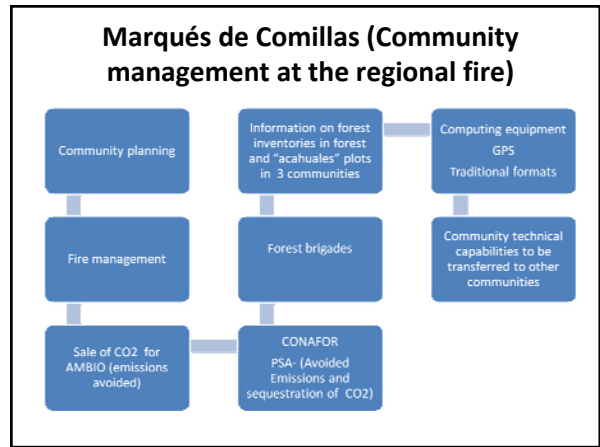 Marqués de Comillas (Community
management at the regional fire)
Community planning
Fire management
Sale of CO2 for
AMBIO (emissions
avoided)
CONAFOR
PSA- (Avoided
Emissions and
sequestration of CO2)
Forest brigades
Information on forest
inventories in forest
and "acahuales" plots
in 3 communities
Computing equipment
GPS
Traditional formats
Community technical
capabilities to be
transferred to other
communities